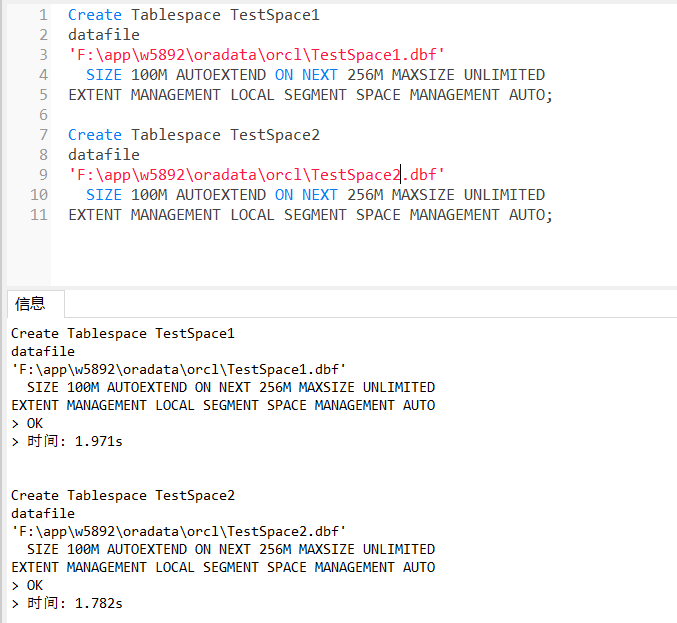 1 Create Tablespace TestSpace1
2 datafile
3 'F:\app\w5892\oradata\orcl\TestSpace1.dbf'
4 SIZE 100M AUTOEXTEND ON NEXT 256M MAXSIZE UNLIMITED
5 EXTENT MANAGEMENT LOCAL SEGMENT SPACE MANAGEMENT AUTO;
6
7 Create Tablespace TestSpace2
8 datafile
9 'F:\app\w5892\oradata\orcl\TestSpace2.dbf'
10 SIZE 100M AUTOEXTEND ON NEXT 256M MAXSIZE UNLIMITED
11 EXTENT MANAGEMENT LOCAL SEGMENT SPACE MANAGEMENT AUTO;
信息
Create Tablespace TestSpace1
datafile
'F:\app\w5892\oradata\orcl\TestSpace1.dbf'
SIZE 100M AUTOEXTEND ON NEXT 256M MAXSIZE UNLIMITED
EXTENT MANAGEMENT LOCAL SEGMENT SPACE MANAGEMENT AUTO
> OK
> 时间: 1.971s
Create Tablespace TestSpace2
datafile
'F:\app\w5892\oradata\orcl\TestSpace2.dbf'
SIZE 100M AUTOEXTEND ON NEXT 256M MAXSIZE UNLIMITED
EXTENT MANAGEMENT LOCAL SEGMENT SPACE MANAGEMENT AUTO
> OK
> 时间: 1.782s